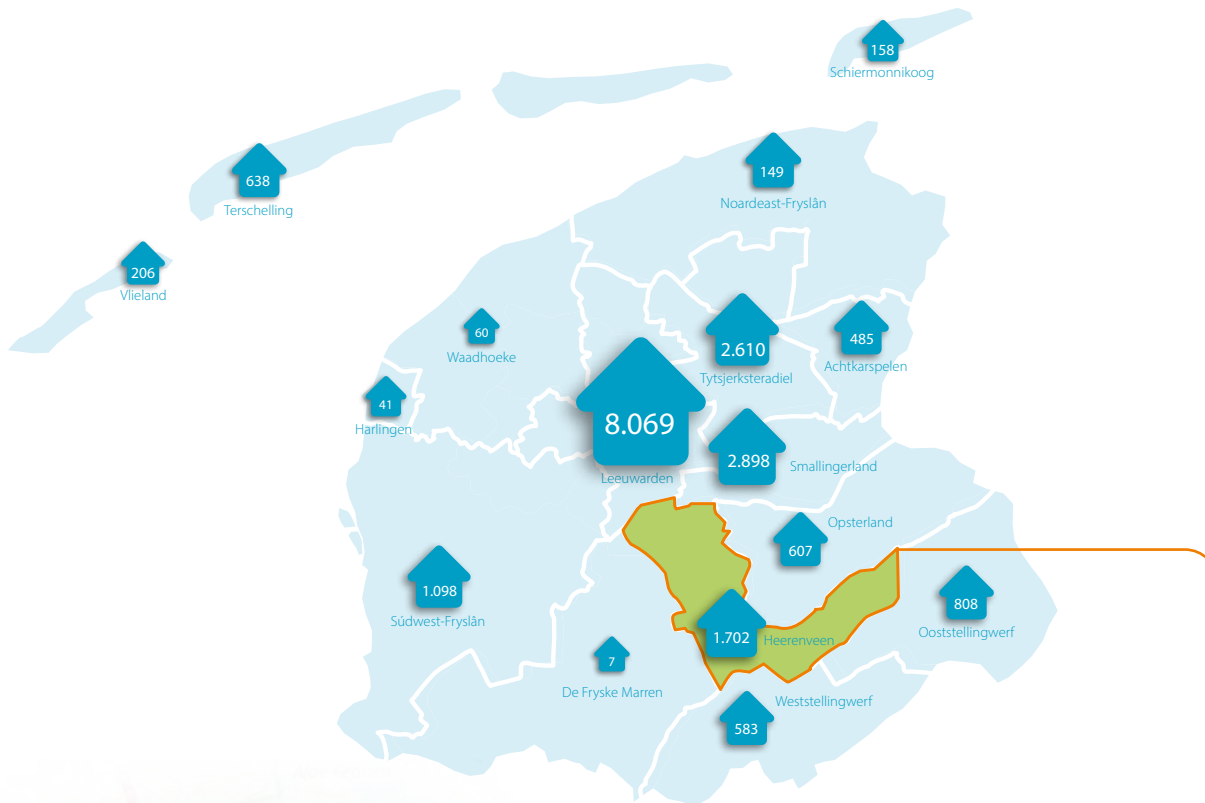 158
Schiermonnikoog
149
Noardeast-Fryslân
638
Terschelling
206
Vlieland
60
Waadhoeke
2.610
Tytsjerksteradiel
485
Achtkarspelen
41
Harlingen
8.069
Leeuwarden
2.898
Smallingerland
Opsterland
607
1.098
Súdwest-Fryslân
808
Ooststellingwerf
1.702
Heerenveen
7
De Fryske Marren
Weststellingwerf
583